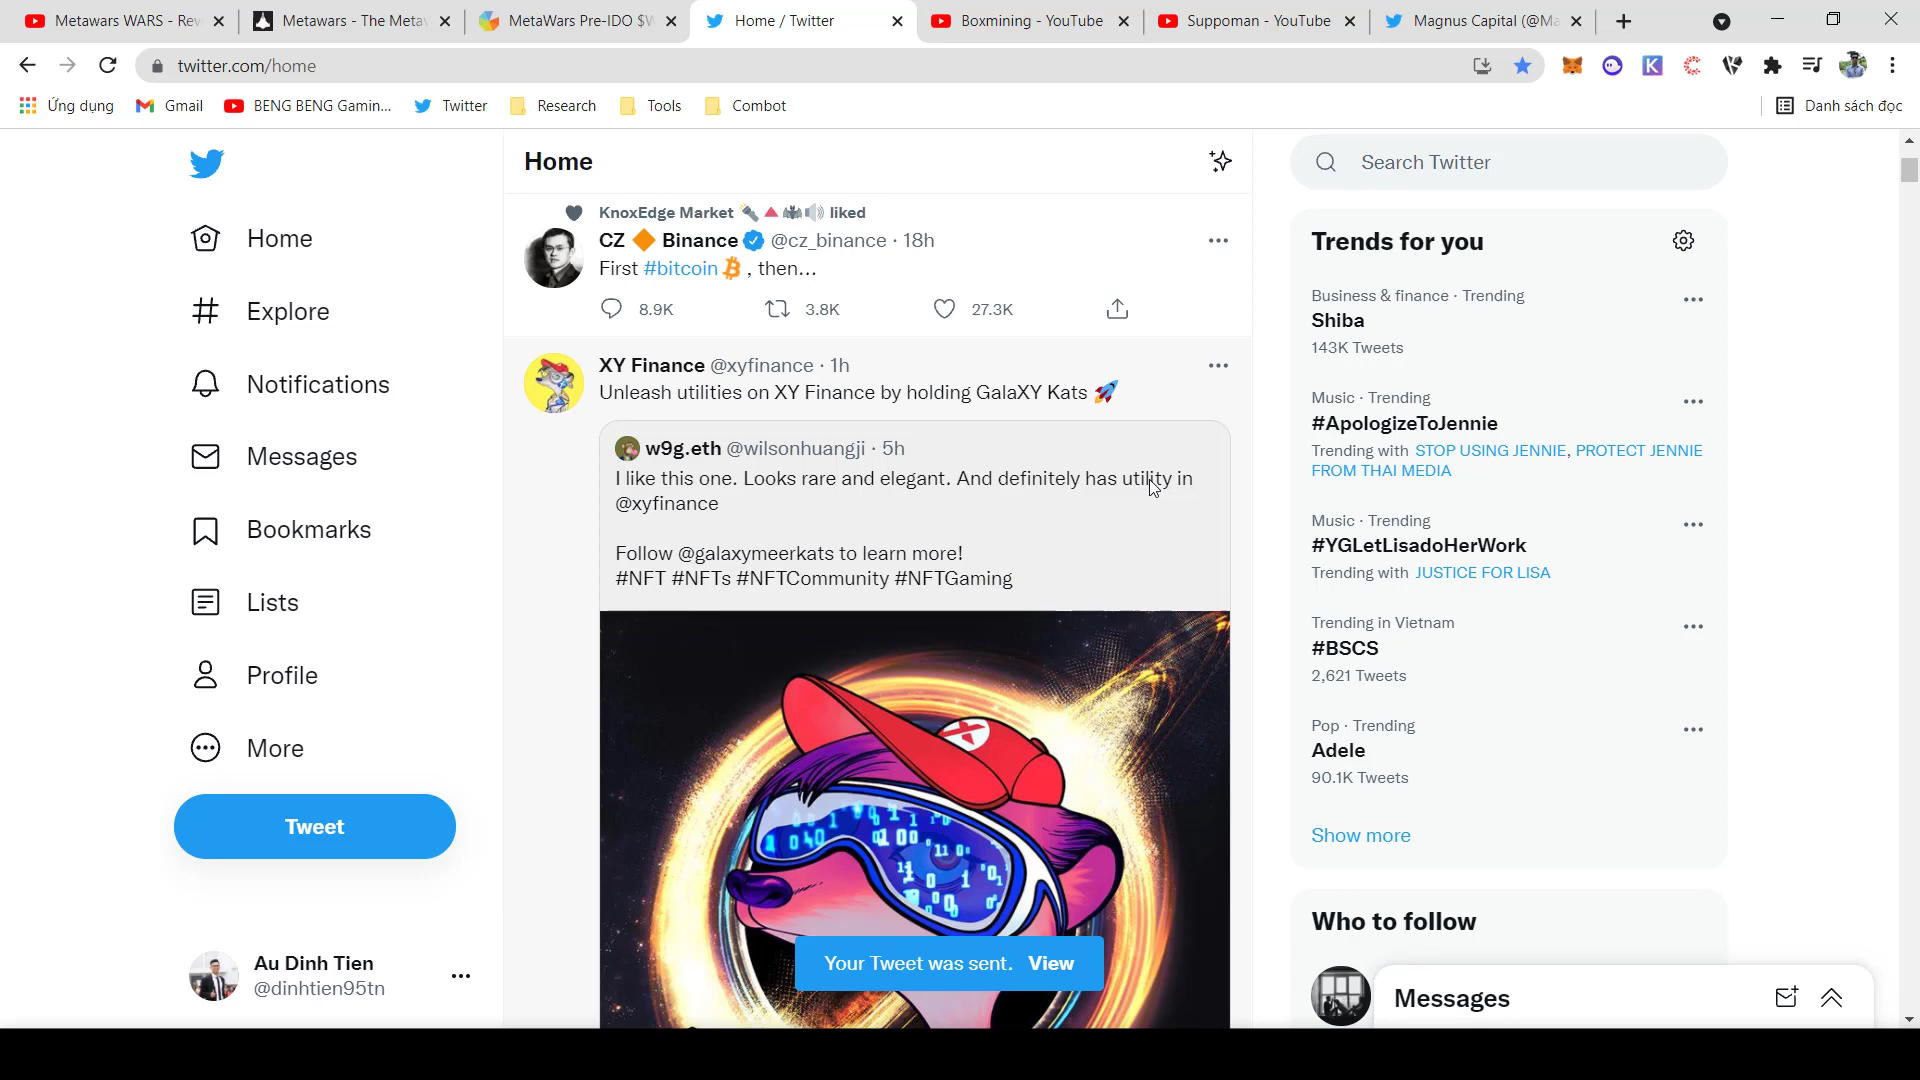 Metawars WARS - Rev
Metawars - The Metav
MetaWars Pre-IDO $W
Home / Twitter
Boxmining - YouTube
Suppoman - YouTube
Magnus Capital (@Ma
twitter.com/home
Ứng dụng
Gmail
BENG BENG Gamin...
Twitter
Research
Tools
Combot
Danh sách đọc
Home
Explore
Notifications
Messages
Bookmarks
Lists
Profile
More
Tweet
Au Dinh Tien
@dinhtien95tn
Home
KnoxEdge Market liked
CZ 🔶 Binance @cz_binance · 18h
First #bitcoin , then...
8.9K 3.8K 27.3K
XY Finance @xyfinance · 1h
Unleash utilities on XY Finance by holding GalaXY Kats 🚀
w9g.eth @wilsonhuangji · 5h
I like this one. Looks rare and elegant. And definitely has utility in
@xyfinance
Follow @galaxymeerkats to learn more!
#NFT #NFTs #NFTCommunity #NFTGaming
Your Tweet was sent. View
Search Twitter
Trends for you
Business & finance · Trending
Shiba
143K Tweets
Music · Trending
#ApologizeToJennie
Trending with STOP USING JENNIE, PROTECT JENNIE
FROM THAI MEDIA
Music · Trending
#YGLetLisadoHerWork
Trending with JUSTICE FOR LISA
Trending in Vietnam
#BSCS
2,621 Tweets
Pop · Trending
Adele
90.1K Tweets
Show more
Who to follow
Messages